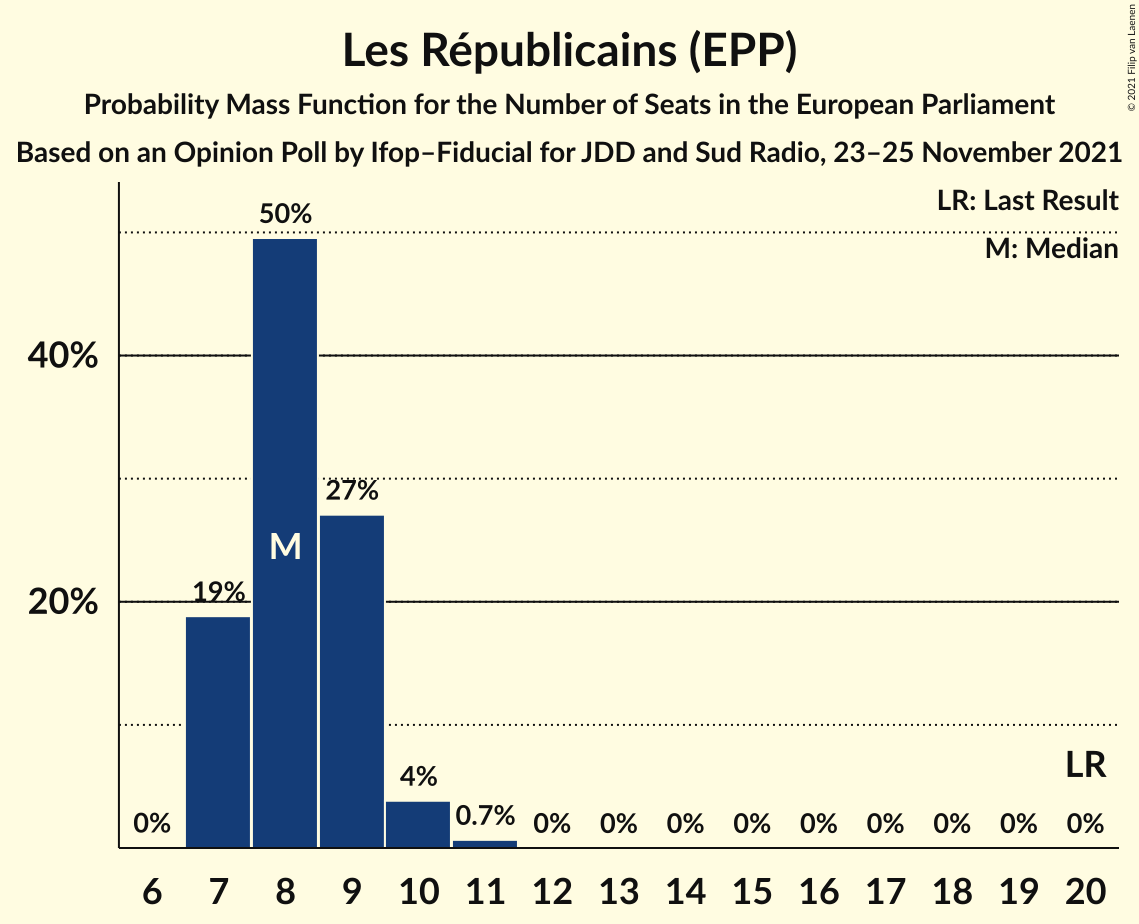 Les Républicains (EPP)
Probability Mass Function for the Number of Seats in the European Parliament
Based on an Opinion Poll by Ifop–Fiducial for JDD and Sud Radio, 23–25 November 2021
© 2021 Filip van Laenen
LR: Last Result
M: Median
50%
40%
27%
M
19%
20%
LR
4%
0.7%
0% 0% 0% 0% 0% 0% 0% 0% 0% 0%
6 7 8 9 10 11 12 13 14 15 16 17 18 19 20